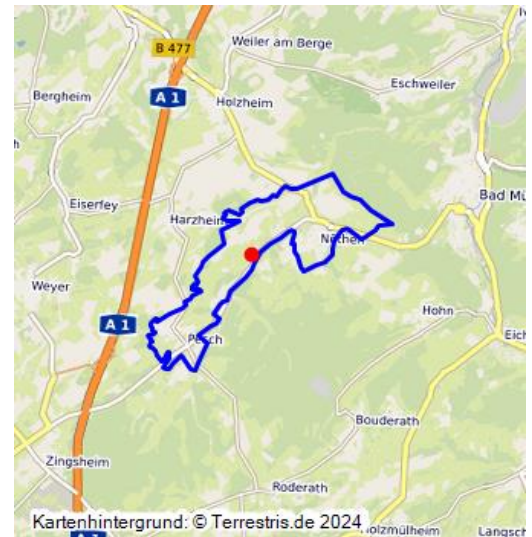 B 477
Weiler am Berge
Eschweiler
Bergheim
A 1
Holzheim
Eiserfey
Harzheim
Bad Mü
Nöthen
Weyer
Hohn
A 1
Pesch
Eich
Bouderath
Zingsheim
Roderath
Kartenhintergrund: © Terrestris.de 2024
Holzmülheim
Langsch